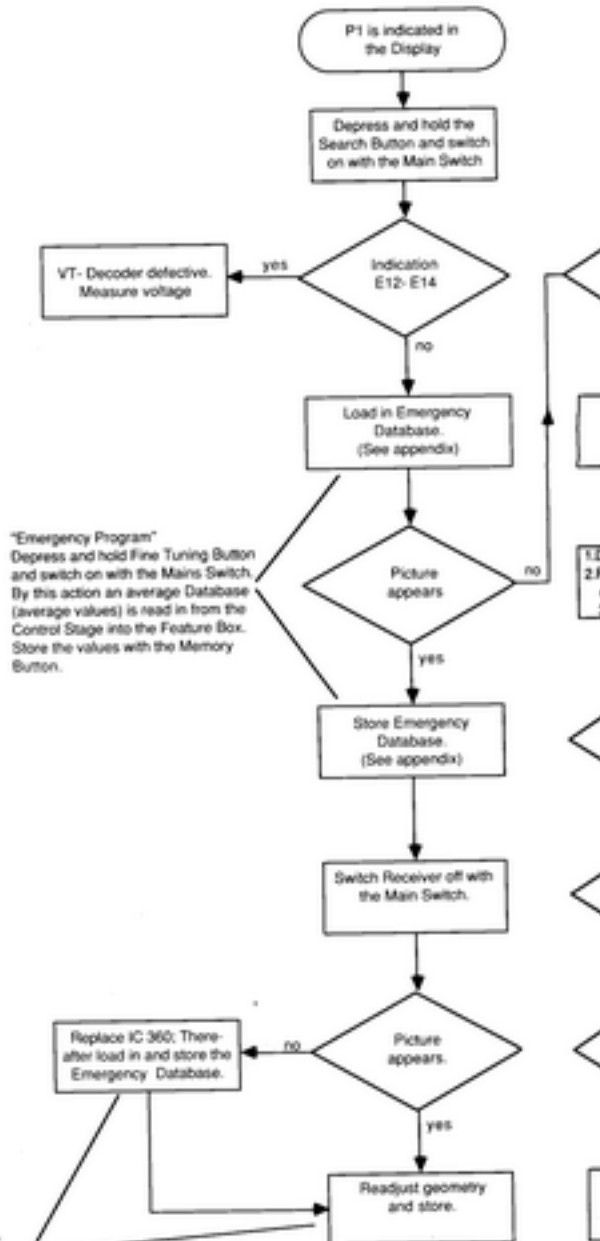 P1 is indicated in
the Display
Depress and hold the
Search Button and switch
on with the Main Switch
Indication
E12- E14
yes
VT- Decoder defective.
Measure voltage
no
Load in Emergency
Database.
(See appendix)
"Emergency Program"
Depress and hold Fine Tuning Button
and switch on with the Mains Switch.
By this action an average Database
(average values) is read in from the
Control Stage into the Feature Box.
Store the values with the Memory
Button.
Picture
appears
no
1.
2.
yes
Store Emergency
Database.
(See appendix)
Switch Receiver off with
the Main Switch.
Picture
appears.
no
Replace IC 360; There-
after load in and store the
Emergency Database.
yes
Readjust geometry
and store.